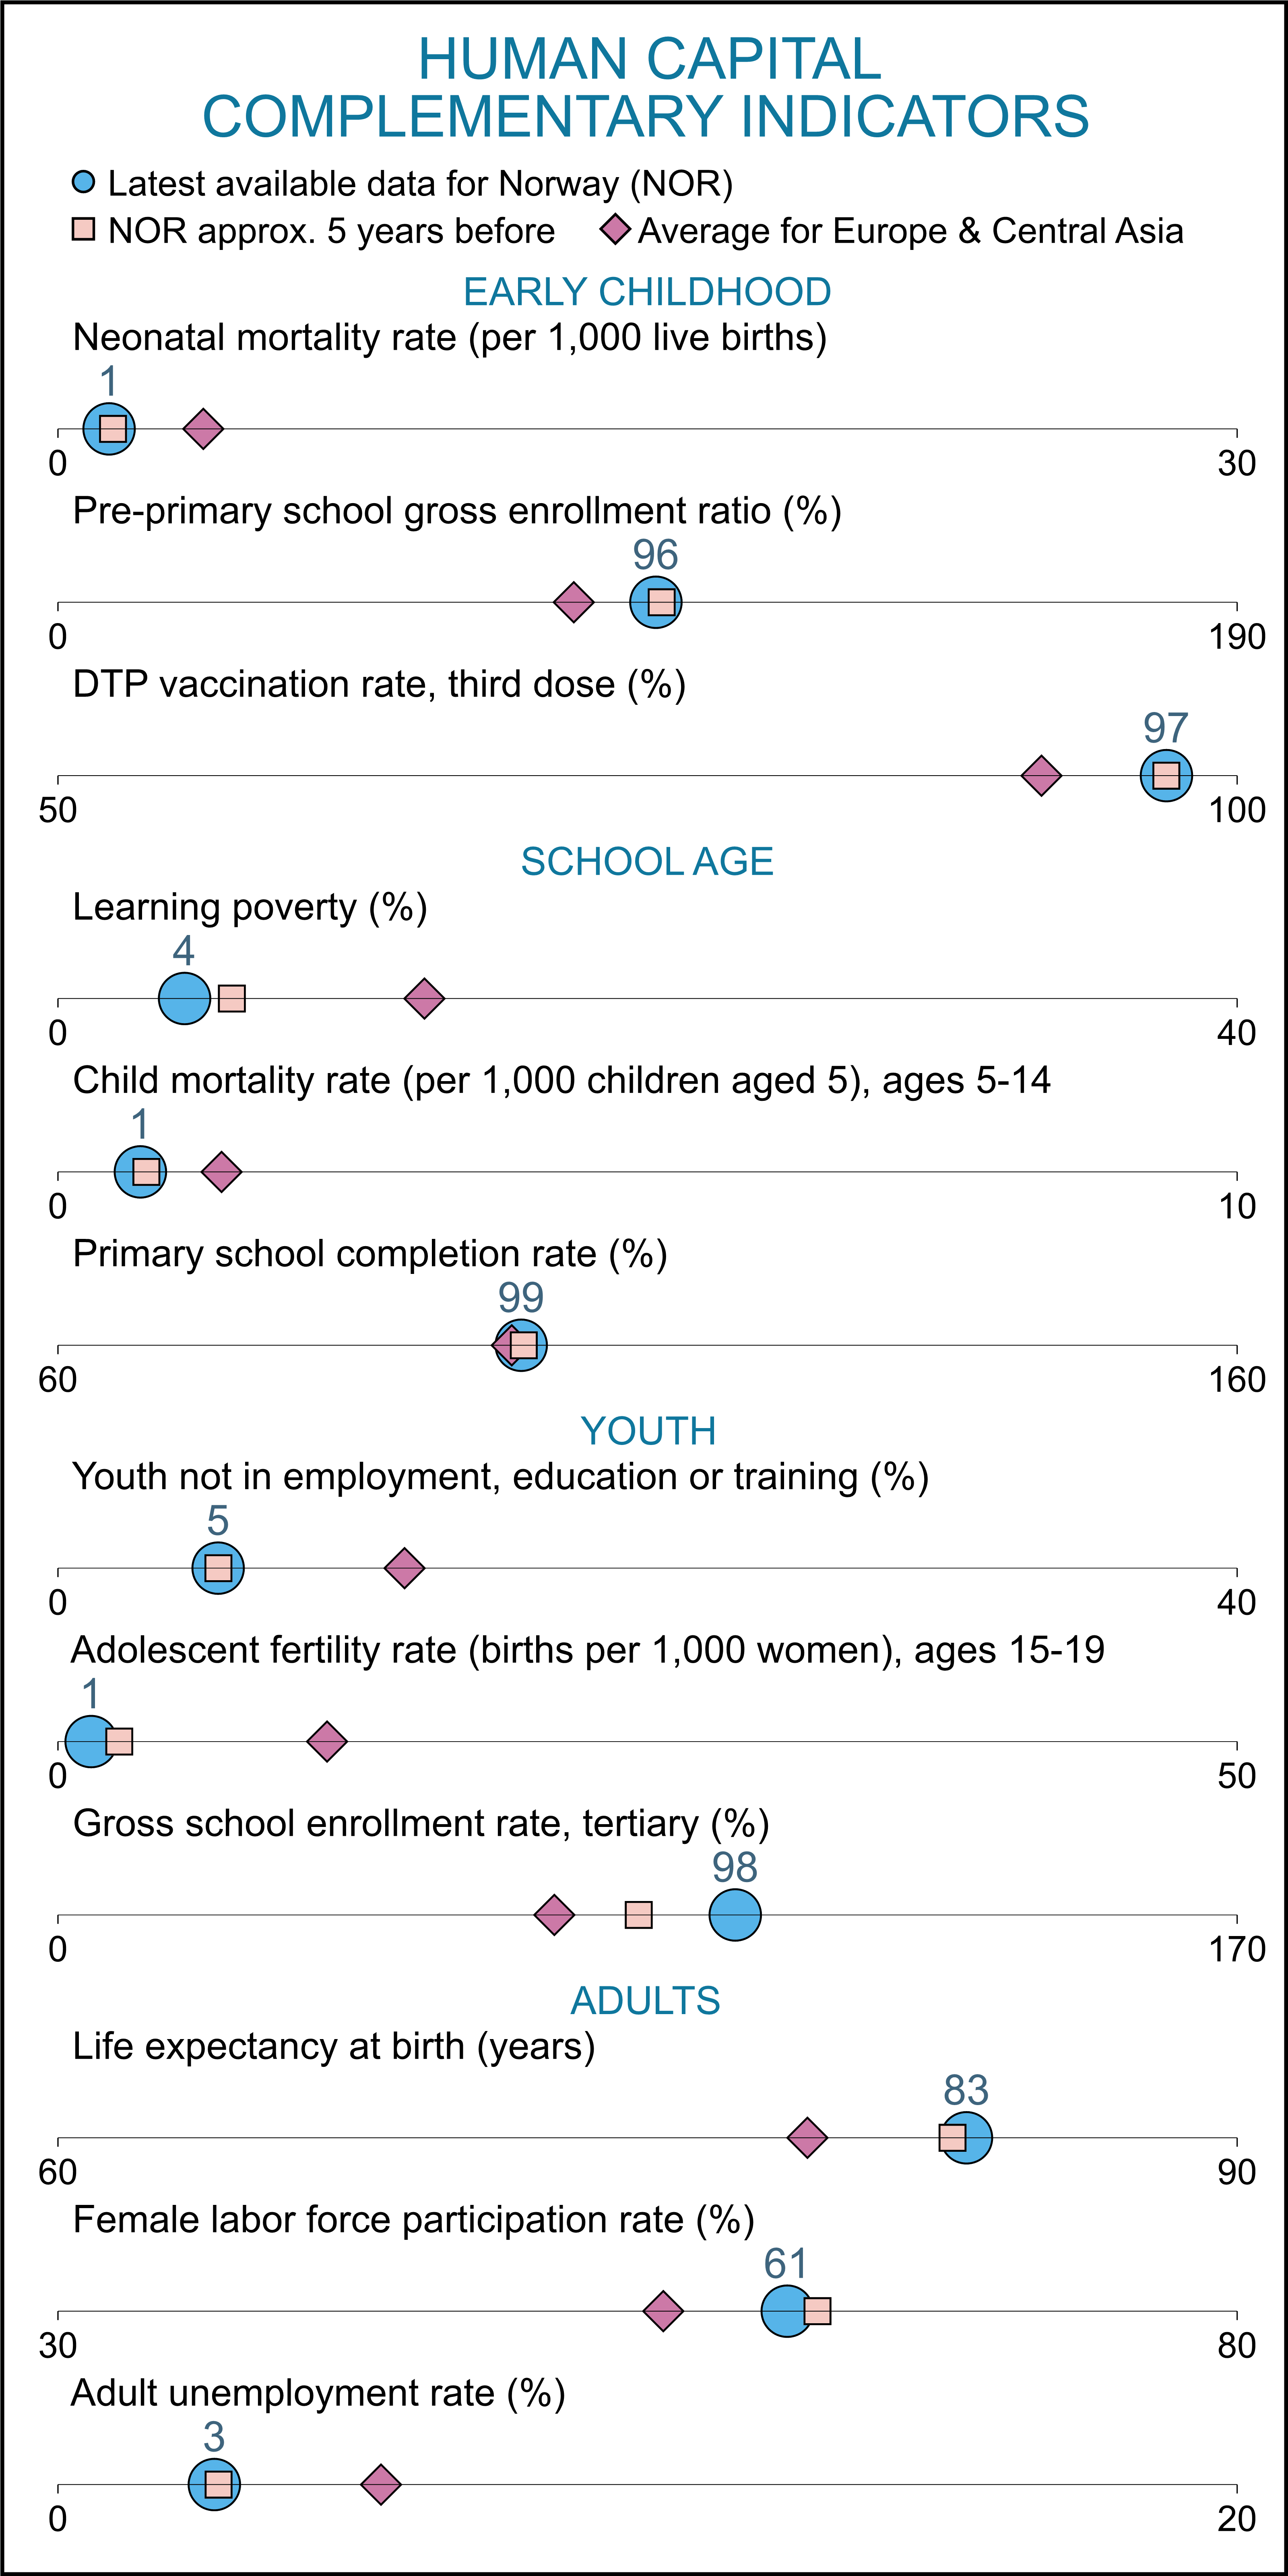 HUMAN CAPITAL
COMPLEMENTARY INDICATORS
Latest available data for Norway (NOR)
NOR approx. 5 years before Average for Europe & Central Asia
EARLY CHILDHOOD
Neonatal mortality rate (per 1,000 live births)
1
0 30
Pre-primary school gross enrollment ratio (%)
96
0 190
DTP vaccination rate, third dose (%)
97
50 100
SCHOOL AGE
Learning poverty (%)
4
0 40
Child mortality rate (per 1,000 children aged 5), ages 5-14
1
0 10
Primary school completion rate (%)
99
60 160
YOUTH
Youth not in employment, education or training (%)
5
0 40
Adolescent fertility rate (births per 1,000 women), ages 15-19
1
0 50
Gross school enrollment rate, tertiary (%)
98
0 170
ADULTS
Life expectancy at birth (years)
83
60 90
Female labor force participation rate (%)
61
30 80
Adult unemployment rate (%)
3
0 20